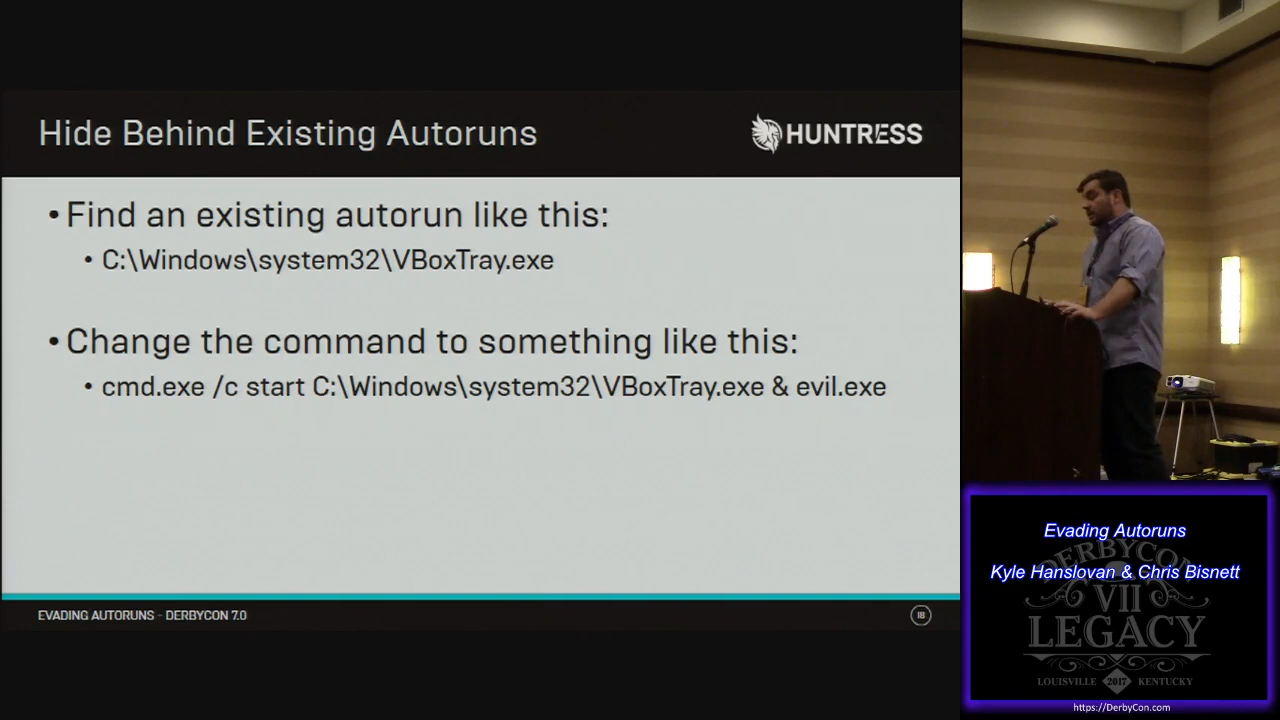 Hide Behind Existing Autoruns
HUNTRESS
• Find an existing autorun like this:
• C:\Windows\system32\VBoxTray.exe
• Change the command to something like this:
• cmd.exe /c start C:\Windows\system32\VBoxTray.exe & evil.exe
EVADING AUTORUNS - DERBYCON 7.0
18
Evading Autoruns
Kyle Hanslovan & Chris Bisnett
DERBYCON
VII
LEGACY
LOUISVILLE 2017 KENTUCKY
https://DerbyCon.com